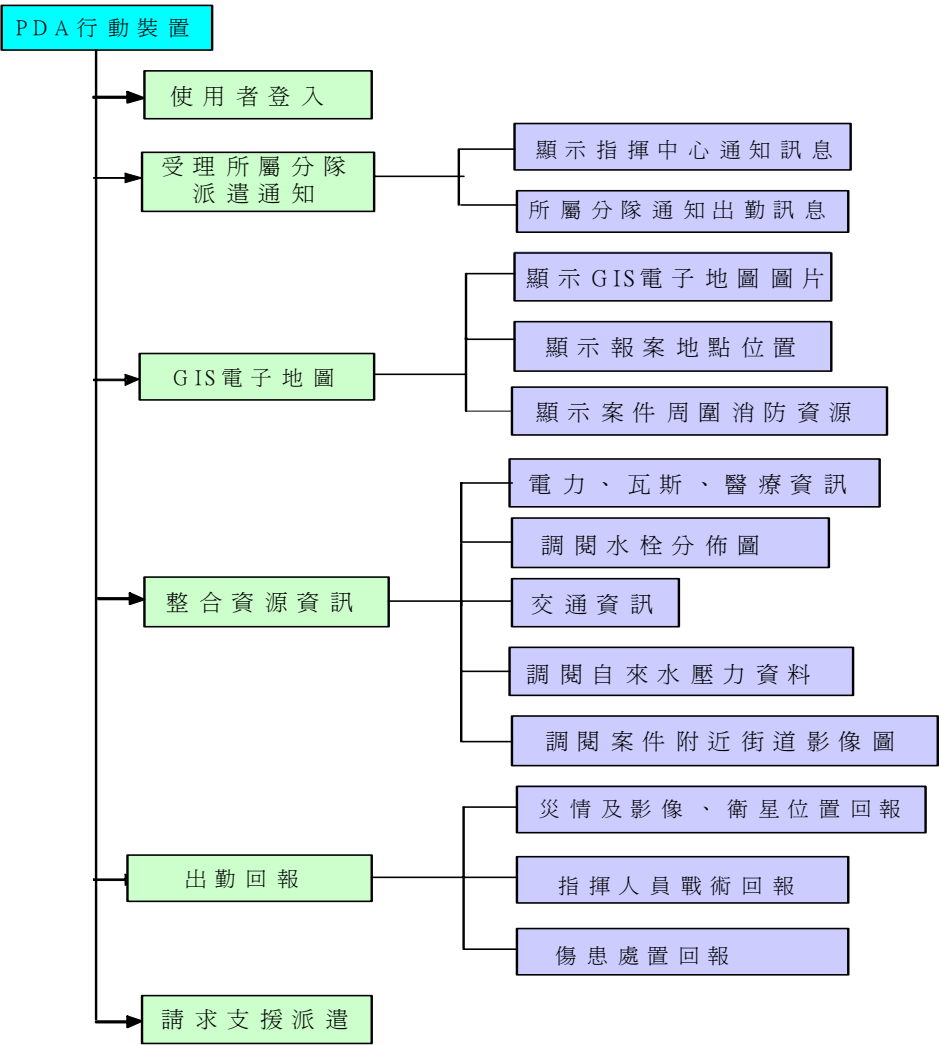 PDA行動裝置
使用者登入
受理所屬分隊
派遣通知
顯示指揮中心通知訊息
所屬分隊通知出勤訊息
GIS電子地圖
顯示GIS電子地圖圖片
顯示報案地點位置
顯示案件周圍消防資源
整合資源資訊
電力、瓦斯、醫療資訊
調閱水栓分佈圖
交通資訊
調閱自來水壓力資料
調閱案件附近街道影像圖
出勤回報
災情及影像、衛星位置回報
指揮人員戰術回報
傷患處置回報
請求支援派遣